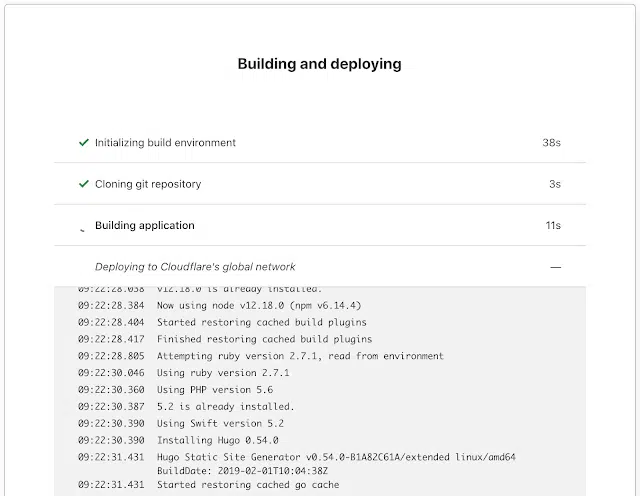 Building and deploying
Initializing build environment 38s
Cloning git repository 3s
Building application 11s
Deploying to Cloudflare's global network —
09:22:28.038 v12.18.0 is already installed.
09:22:28.384 Now using node v12.18.0 (npm v6.14.4)
09:22:28.404 Started restoring cached build plugins
09:22:28.417 Finished restoring cached build plugins
09:22:28.805 Attempting ruby version 2.7.1, read from environment
09:22:30.046 Using ruby version 2.7.1
09:22:30.360 Using PHP version 5.6
09:22:30.387 5.2 is already installed.
09:22:30.390 Using Swift version 5.2
09:22:30.390 Installing Hugo 0.54.0
09:22:31.431 Hugo Static Site Generator v0.54.0-B1A82C61A/extended linux/amd64
BuildDate: 2019-02-01T10:04:38Z
09:22:31.431 Started restoring cached go cache